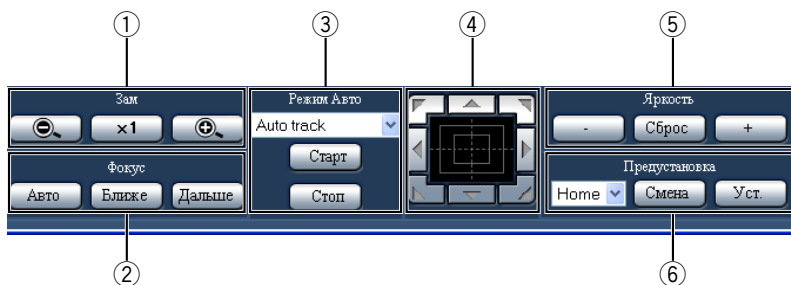 ① ③ ④ ⑤
Зам
x1
Режим Авто
Auto track
Старт
Стоп
Яркость
- Сброс +
Фокус
Авто Ближе Дальше
Предустановка
Home Смена Уст.
② ⑥